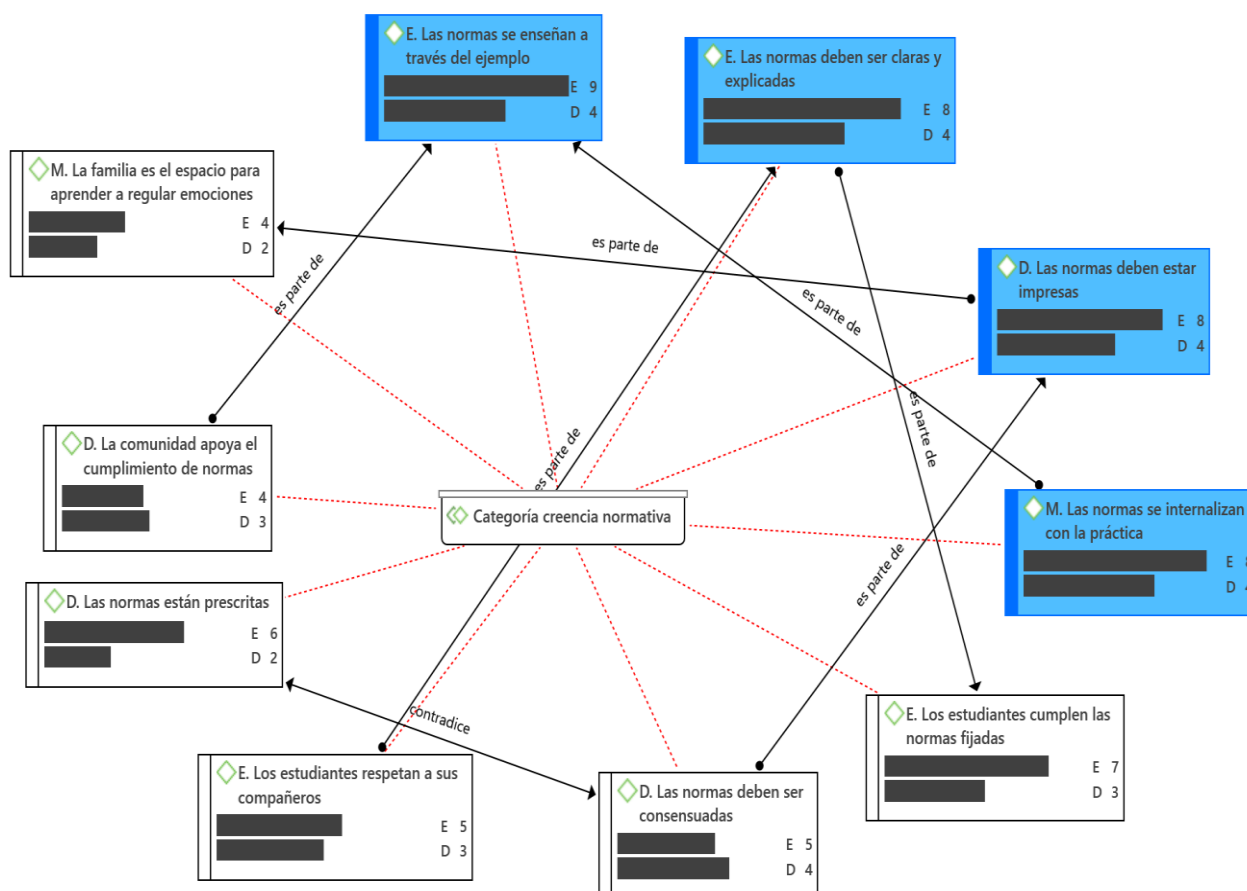 E. Las normas se enseñan a
través del ejemplo
E 9
D 4
E. Las normas deben ser claras y
explicadas
E 8
D 4
M. La familia es el espacio para
aprender a regular emociones
E 4
D 2
es parte de
D. Las normas deben estar
impresas
E 8
D 4
es parte de
es parte de
D. La comunidad apoya el
cumplimiento de normas
E 4
D 3
es parte de
es parte de
Categoría creencia normativa
M. Las normas se internalizan
con la práctica
E
D
es parte de
D. Las normas están prescritas
E 6
D 2
contradice
E. Los estudiantes cumplen las
normas fijadas
E 7
D 3
E. Los estudiantes respetan a sus
compañeros
E 5
D 3
D. Las normas deben ser
consensuadas
E 5
D 4